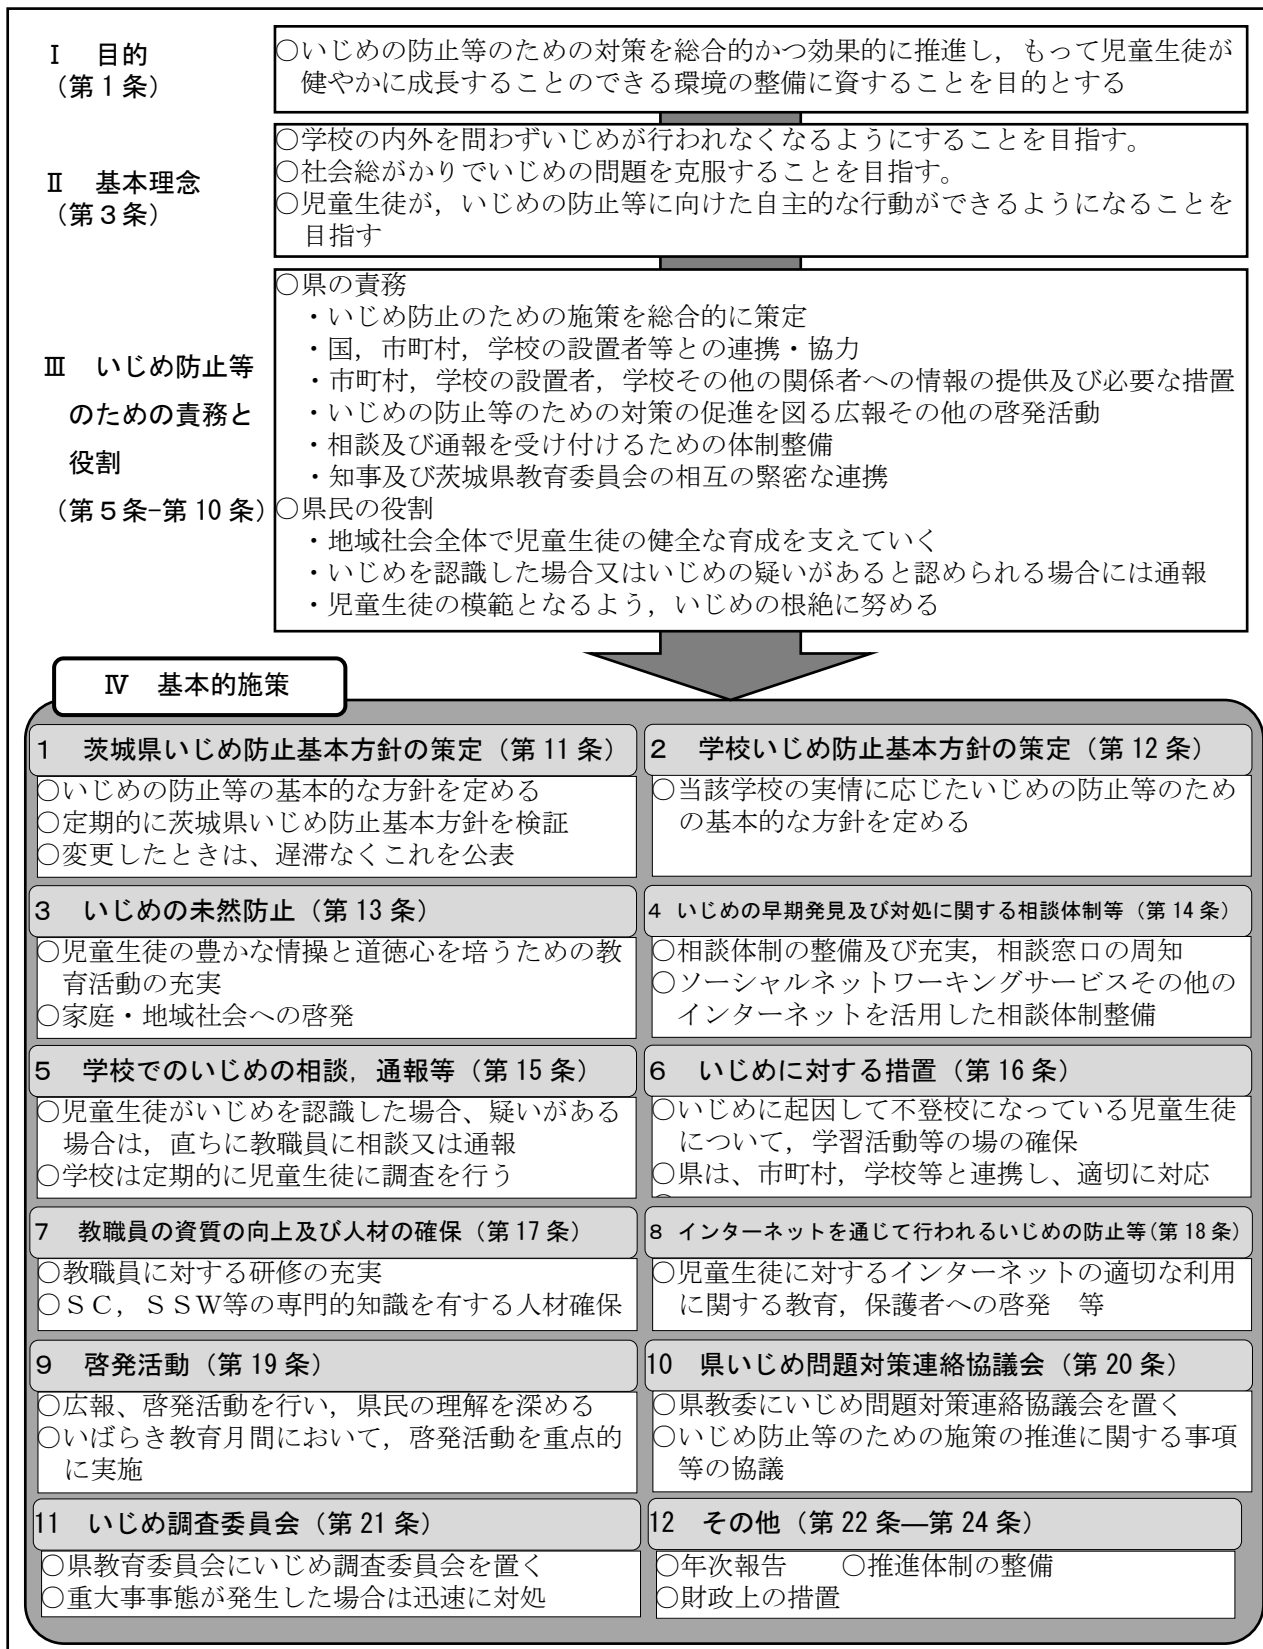 Ⅰ 目的
(第1条)
○いじめの防止等のための対策を総合的かつ効果的に推進し，もって児童生徒が
健やかに成長することのできる環境の整備に資することを目的とする
Ⅱ 基本理念
(第3条)
○学校の内外を問わずいじめが行われなくなるようにすることを目指す。
○社会総がかりでいじめの問題を克服することを目指す。
○児童生徒が，いじめの防止等に向けた自主的な行動ができるようになることを
目指す
Ⅲ いじめ防止等
のための責務と
役割
(第5条-第10条)
○県の責務
・いじめ防止のための施策を総合的に策定
・国，市町村，学校の設置者等との連携・協力
・市町村，学校の設置者，学校その他の関係者への情報の提供及び必要な措置
・いじめの防止等のための対策の促進を図る広報その他の啓発活動
・相談及び通報を受け付けるための体制整備
・知事及び茨城県教育委員会の相互の緊密な連携
○県民の役割
・地域社会全体で児童生徒の健全な育成を支えていく
・いじめを認識した場合又はいじめの疑いがあると認められる場合には通報
・児童生徒の模範となるよう，いじめの根絶に努める
Ⅳ 基本的施策
1 茨城県いじめ防止基本方針の策定（第11条）
○いじめの防止等の基本的な方針を定める
○定期的に茨城県いじめ防止基本方針を検証
○変更したときは、遅滞なくこれを公表
2 学校いじめ防止基本方針の策定（第12条）
○当該学校の実情に応じたいじめの防止等のため
の基本的な方針を定める
3 いじめの未然防止（第13条）
○児童生徒の豊かな情操と道徳心を培うための教
育活動の充実
○家庭・地域社会への啓発
4 いじめの早期発見及び対処に関する相談体制等（第14条）
○相談体制の整備及び充実，相談窓口の周知
○ソーシャルネットワーキングサービスその他の
インターネットを活用した相談体制整備
5 学校でのいじめの相談，通報等（第15条）
○児童生徒がいじめを認識した場合、疑いがある
場合は，直ちに教職員に相談又は通報
○学校は定期的に児童生徒に調査を行う
6 いじめに対する措置（第16条）
○いじめに起因して不登校になっている児童生徒
について，学習活動等の場の確保
○県は、市町村，学校等と連携し、適切に対応
7 教職員の資質の向上及び人材の確保（第17条）
○教職員に対する研修の充実
○ＳＣ，ＳＳＷ等の専門的知識を有する人材確保
8 インターネットを通じて行われるいじめの防止等(第18条)
○児童生徒に対するインターネットの適切な利用
に関する教育，保護者への啓発 等
9 啓発活動（第19条）
○広報、啓発活動を行い，県民の理解を深める
○いばらき教育月間において，啓発活動を重点的
に実施
10 県いじめ問題対策連絡協議会（第20条）
○県教委にいじめ問題対策連絡協議会を置く
○いじめ防止等のための施策の推進に関する事項
等の協議
11 いじめ調査委員会（第21条）
○県教育委員会にいじめ調査委員会を置く
○重大事事態が発生した場合は迅速に対処
12 その他（第22条―第24条）
○年次報告 ○推進体制の整備
○財政上の措置